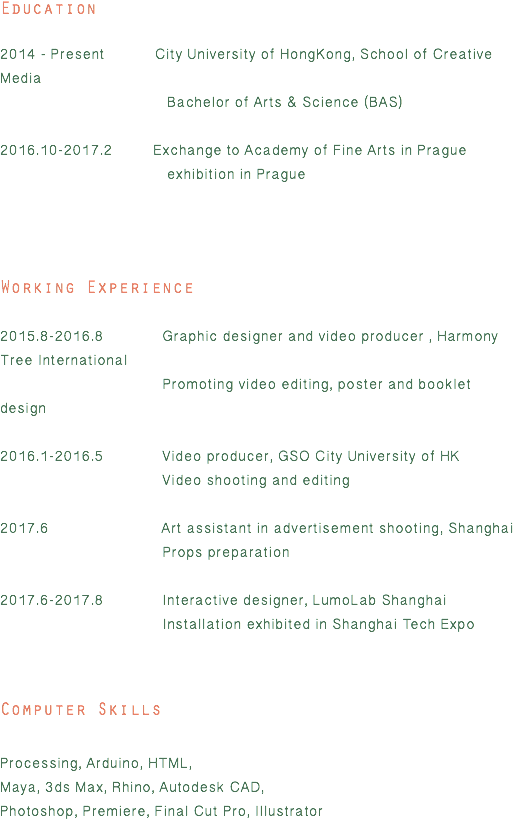 Education
2014 - Present City University of HongKong, School of Creative
Media
Bachelor of Arts & Science (BAS)
2016.10-2017.2 Exchange to Academy of Fine Arts in Prague
exhibition in Prague
Working Experience
2015.8-2016.8 Graphic designer and video producer , Harmony
Tree International
Promoting video editing, poster and booklet
design
2016.1-2016.5 Video producer, GSO City University of HK
Video shooting and editing
2017.6 Art assistant in advertisement shooting, Shanghai
Props preparation
2017.6-2017.8 Interactive designer, LumoLab Shanghai
Installation exhibited in Shanghai Tech Expo
Computer Skills
Processing, Arduino, HTML,
Maya, 3ds Max, Rhino, Autodesk CAD,
Photoshop, Premiere, Final Cut Pro, Illustrator